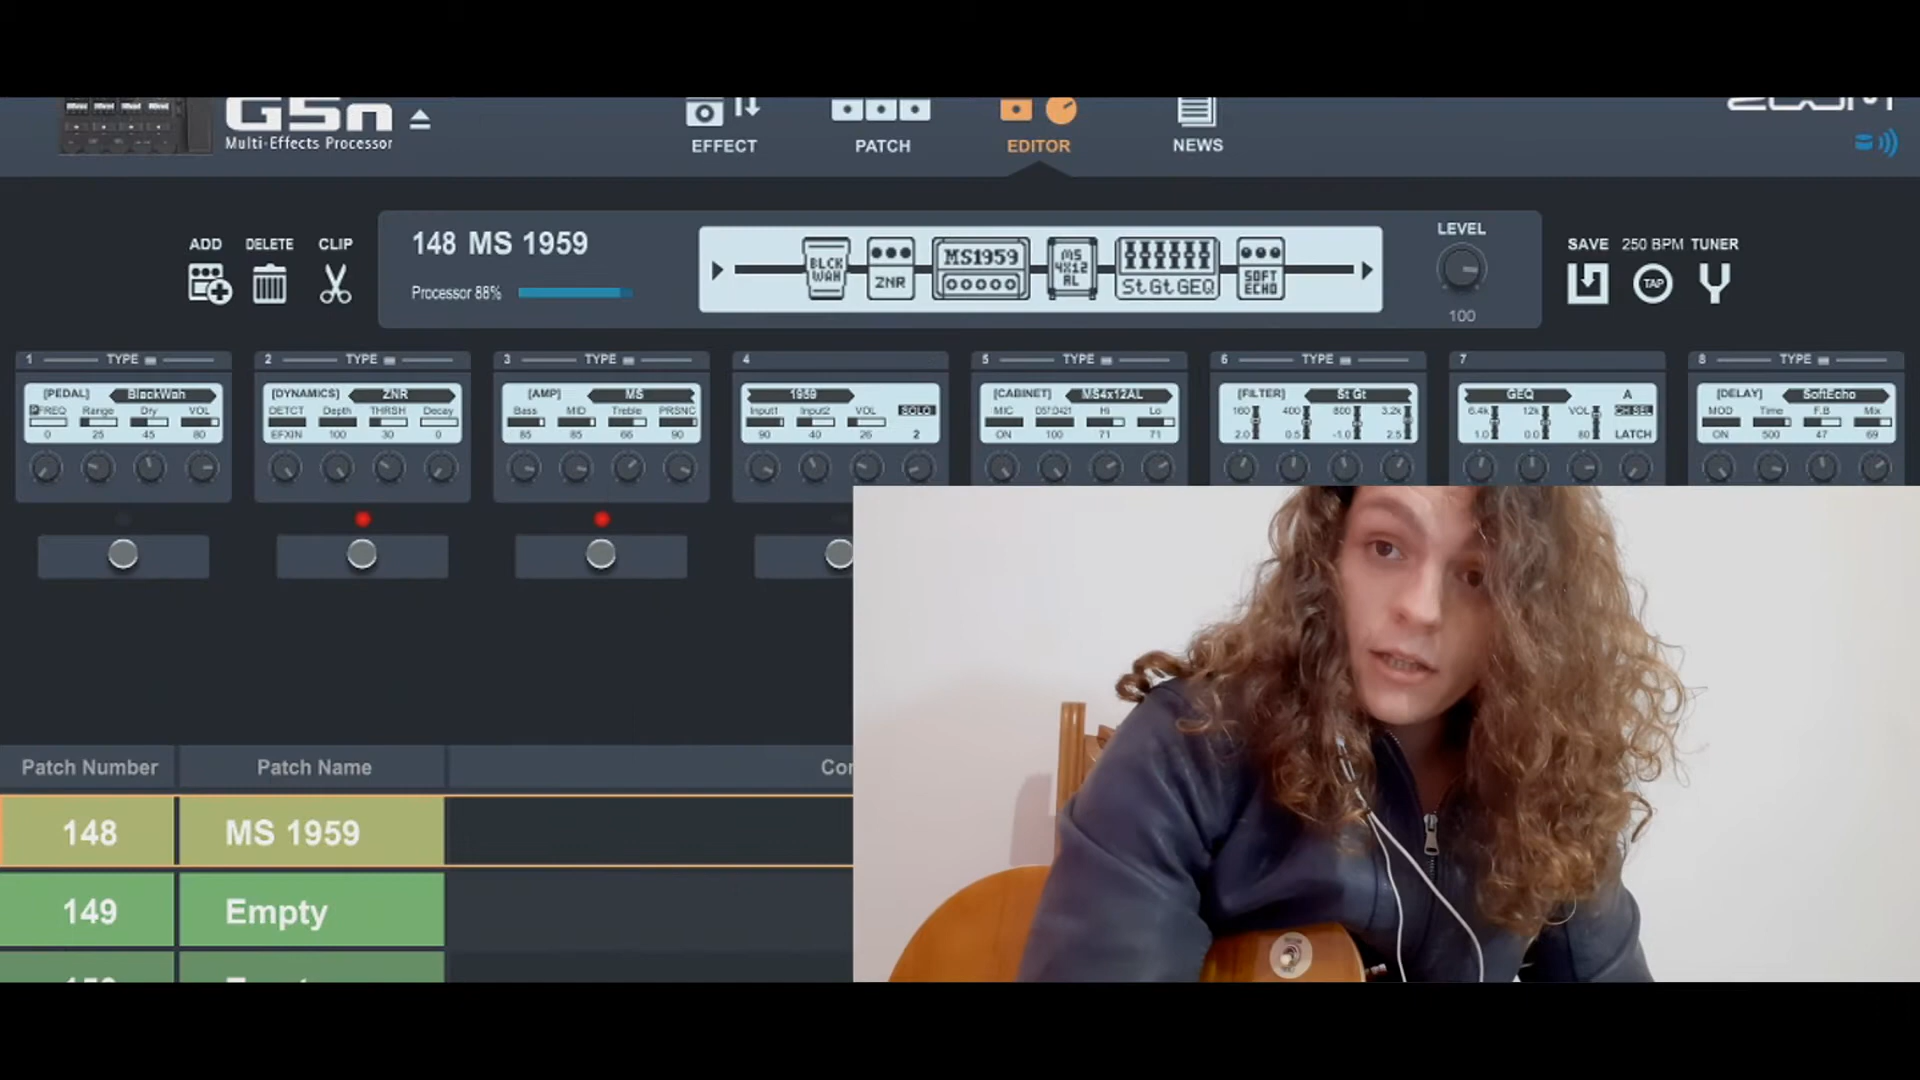 G5n
Multi-Effects Processor
EFFECT
PATCH
EDITOR
NEWS
ZOOM
ADD
DELETE
CLIP
148 MS 1959
Processor 88%
BLCK
WAH
ZNR
MS1959
MS
4X12
AL
St Gt GEQ
SOFT
ECHO
LEVEL
100
SAVE
250 BPM
TAP
TUNER
1 TYPE
[PEDAL] BlackWah
PFREQ Range Dry VOL
0 25 45 80
2 TYPE
[DYNAMICS] ZNR
DETCT Depth THRSH Decay
EFXIN 100 30 0
3 TYPE
[AMP] MS
Bass MID Treble PRSNC
85 85 66 90
4
1959
Input1 Input2 VOL SOLO
90 40 26 2
5 TYPE
[CABINET] MS4x12AL
MIC D57:D421 Hi Lo
ON 100 71 71
6 TYPE
[FILTER] St Gt
160 400 800 3.2k
2.0 0.5 -1.0 2.5
7
GEQ A
6.4k 12k VOL CH SEL
1.0 0.0 80 LATCH
8 TYPE
[DELAY] SoftEcho
MOD Time F.B Mix
ON 500 47 69
Patch Number
Patch Name
148
MS 1959
149
Empty